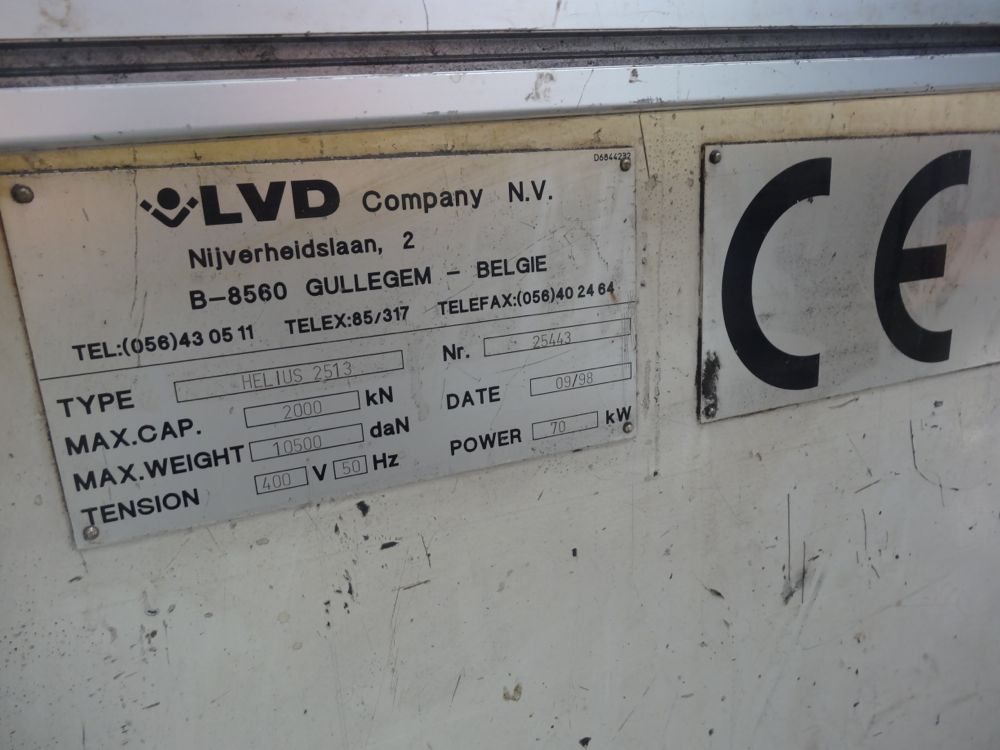 D6844232
LVD Company N.V.
Nijverheidslaan, 2
B-8560 GULLEGEM - BELGIE
TEL:(056)43 05 11 TELEX:85/317 TELEFAX:(056)40 24 64
TYPE HELIUS 2513 Nr. 25443
MAX.CAP. 2000 kN DATE 09/98
MAX.WEIGHT 10500 daN POWER 70 kW
TENSION 400 V 50 Hz
CE